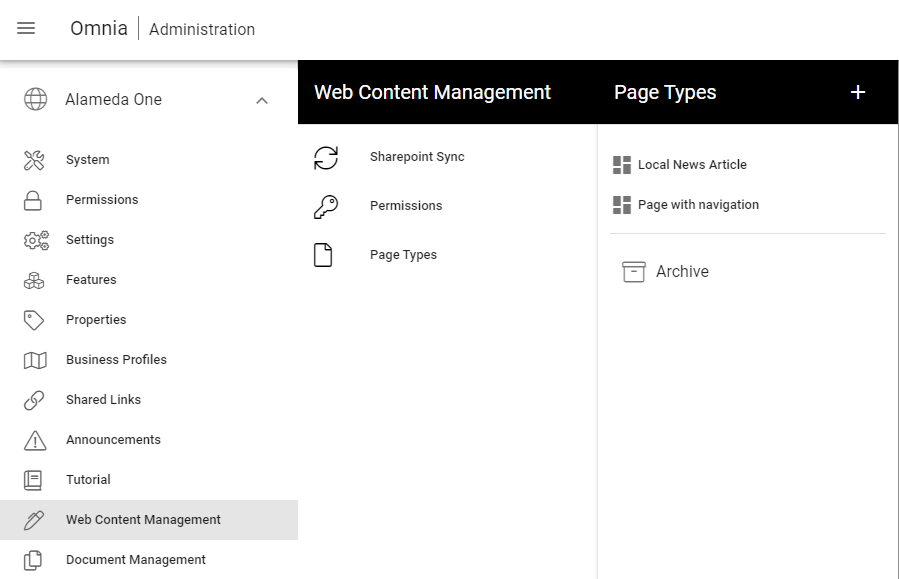 Omnia Administration
Alameda One
System
Permissions
Settings
Features
Properties
Business Profiles
Shared Links
Announcements
Tutorial
Web Content Management
Document Management
Web Content Management
Sharepoint Sync
Permissions
Page Types
Page Types +
Local News Article
Page with navigation
Archive